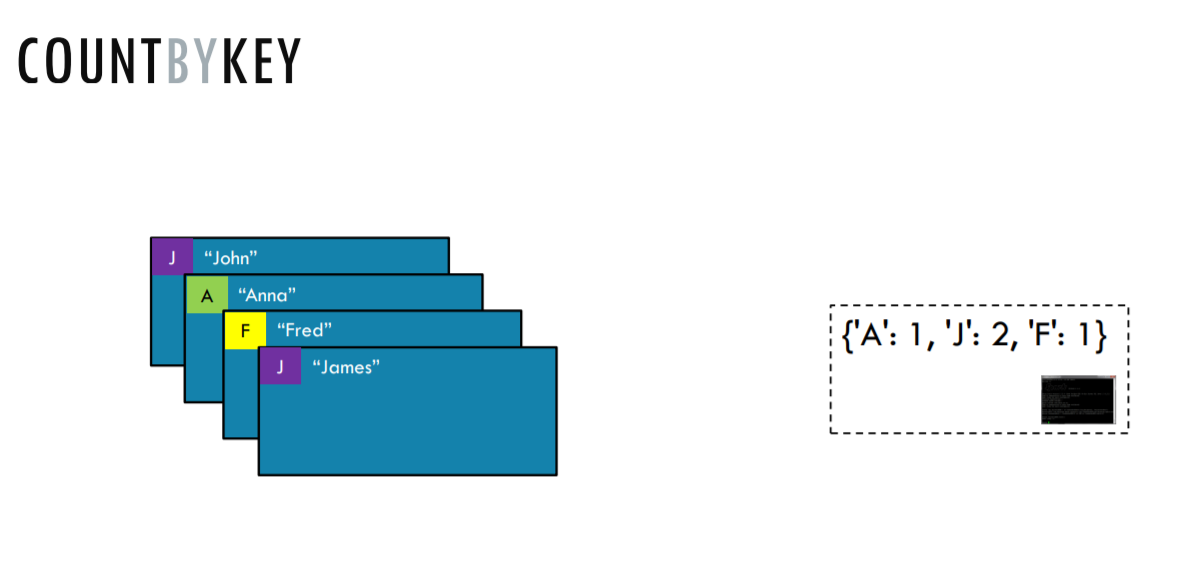 COUNTBYKEY
J “John”
A “Anna”
F “Fred”
J “James”
{'A': 1, 'J': 2, 'F': 1}